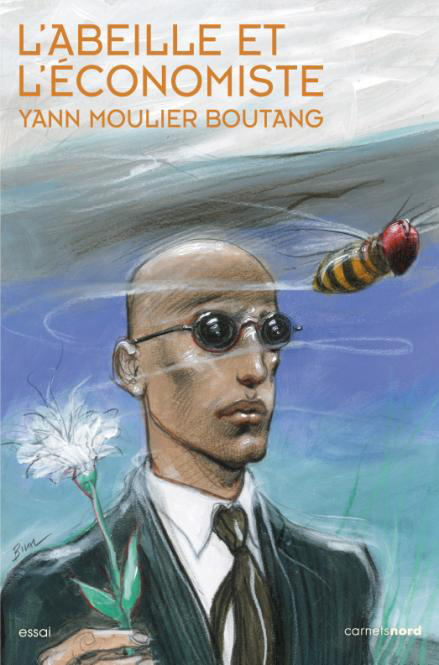 L'ABEILLE ET
L'ÉCONOMISTE
YANN MOULIER BOUTANG
BILAL
essai
carnetsnord